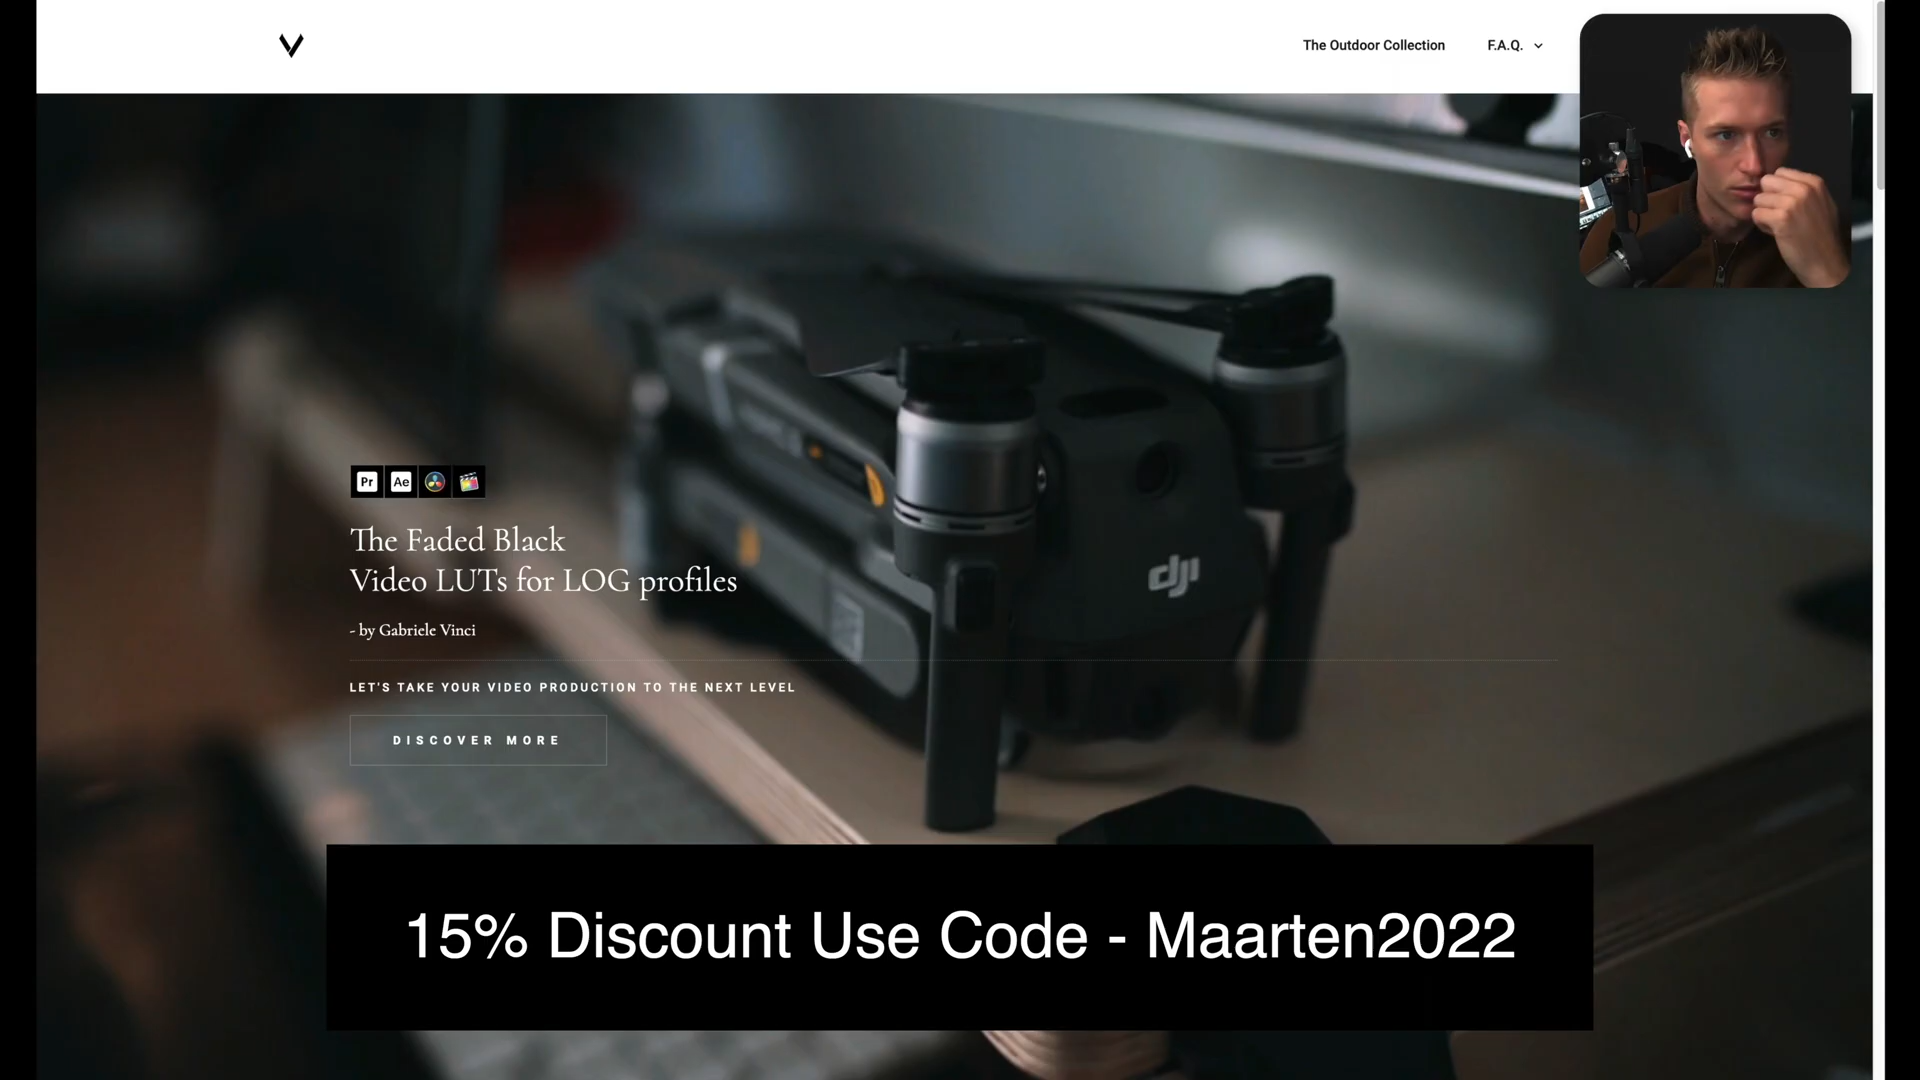 The Outdoor Collection
F.A.Q.
Pr Ae
The Faded Black
Video LUTs for LOG profiles
- by Gabriele Vinci
LET'S TAKE YOUR VIDEO PRODUCTION TO THE NEXT LEVEL
DISCOVER MORE
dji
15% Discount Use Code - Maarten2022